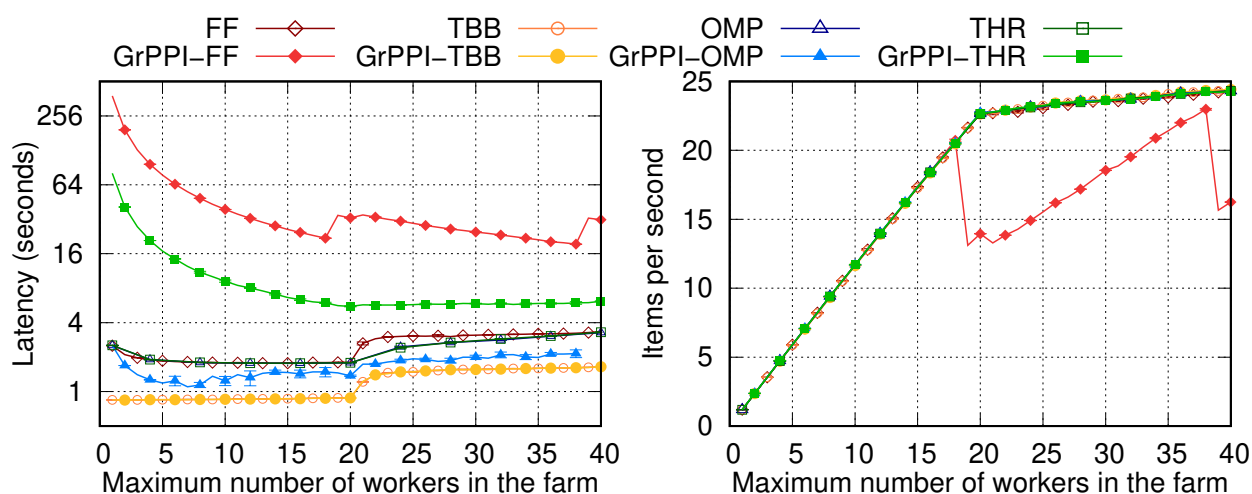 FF TBB OMP THR
GrPPI−FF GrPPI−TBB GrPPI−OMP GrPPI−THR
Latency (seconds)
256
64
16
4
1
0 5 10 15 20 25 30 35 40
Maximum number of workers in the farm
Items per second
25
20
15
10
5
0
0 5 10 15 20 25 30 35 40
Maximum number of workers in the farm